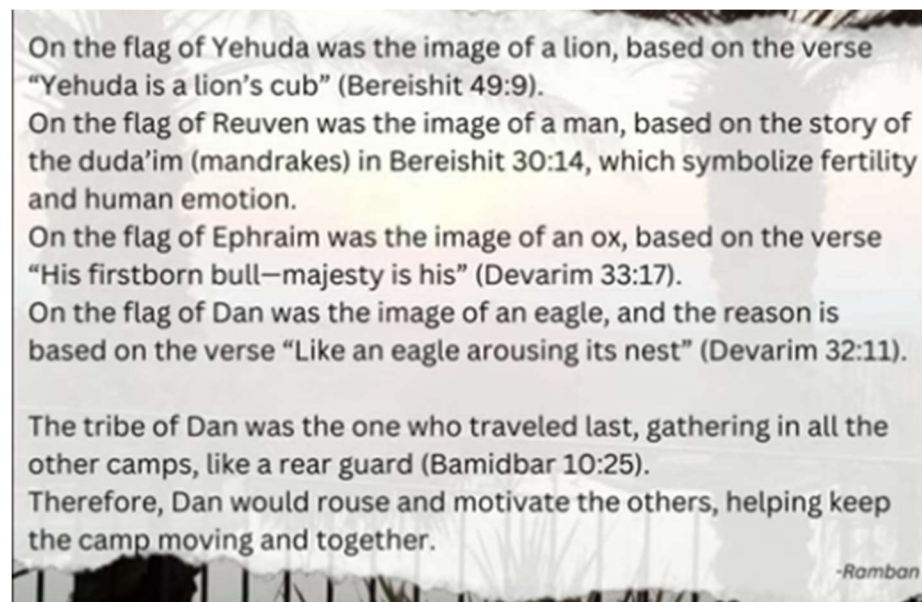 On the flag of Yehuda was the image of a lion, based on the verse
“Yehuda is a lion’s cub” (Bereishit 49:9).
On the flag of Reuven was the image of a man, based on the story of
the duda’im (mandrakes) in Bereishit 30:14, which symbolize fertility
and human emotion.
On the flag of Ephraim was the image of an ox, based on the verse
“His firstborn bull—majesty is his” (Devarim 33:17).
On the flag of Dan was the image of an eagle, and the reason is
based on the verse “Like an eagle arousing its nest” (Devarim 32:11).
The tribe of Dan was the one who traveled last, gathering in all the
other camps, like a rear guard (Bamidbar 10:25).
Therefore, Dan would rouse and motivate the others, helping keep
the camp moving and together.
-Ramban